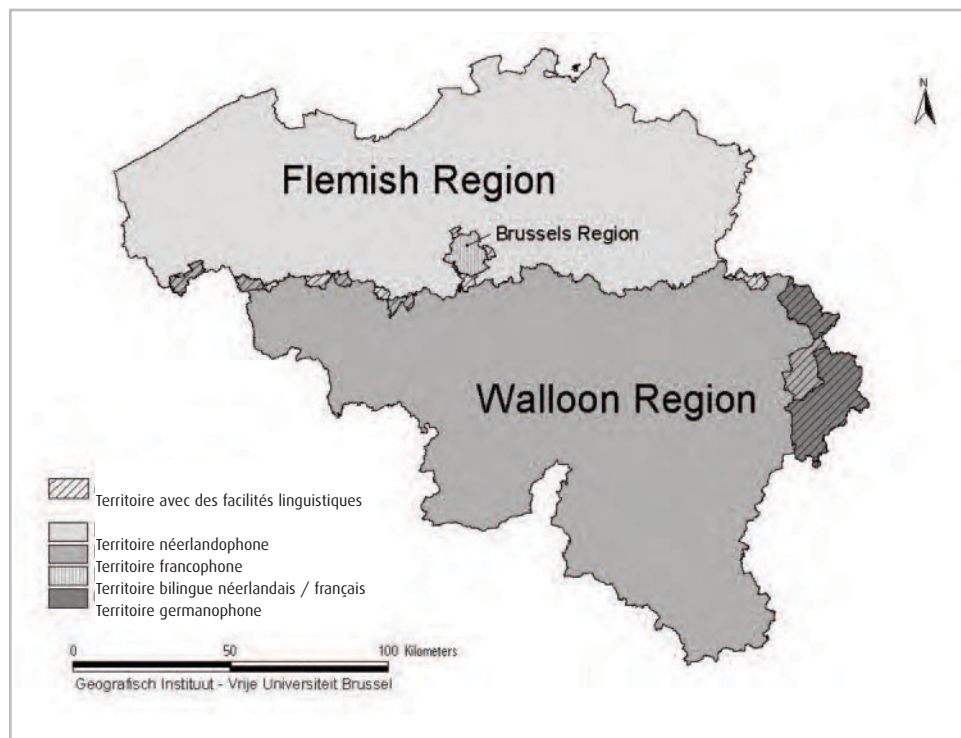 N
Flemish Region
Brussels Region
Walloon Region
Territoire avec des facilités linguistiques
Territoire néerlandophone
Territoire francophone
Territoire bilingue néerlandais / français
Territoire germanophone
0 50 100 Kilometers
Geografisch Instituut - Vrije Universiteit Brussel